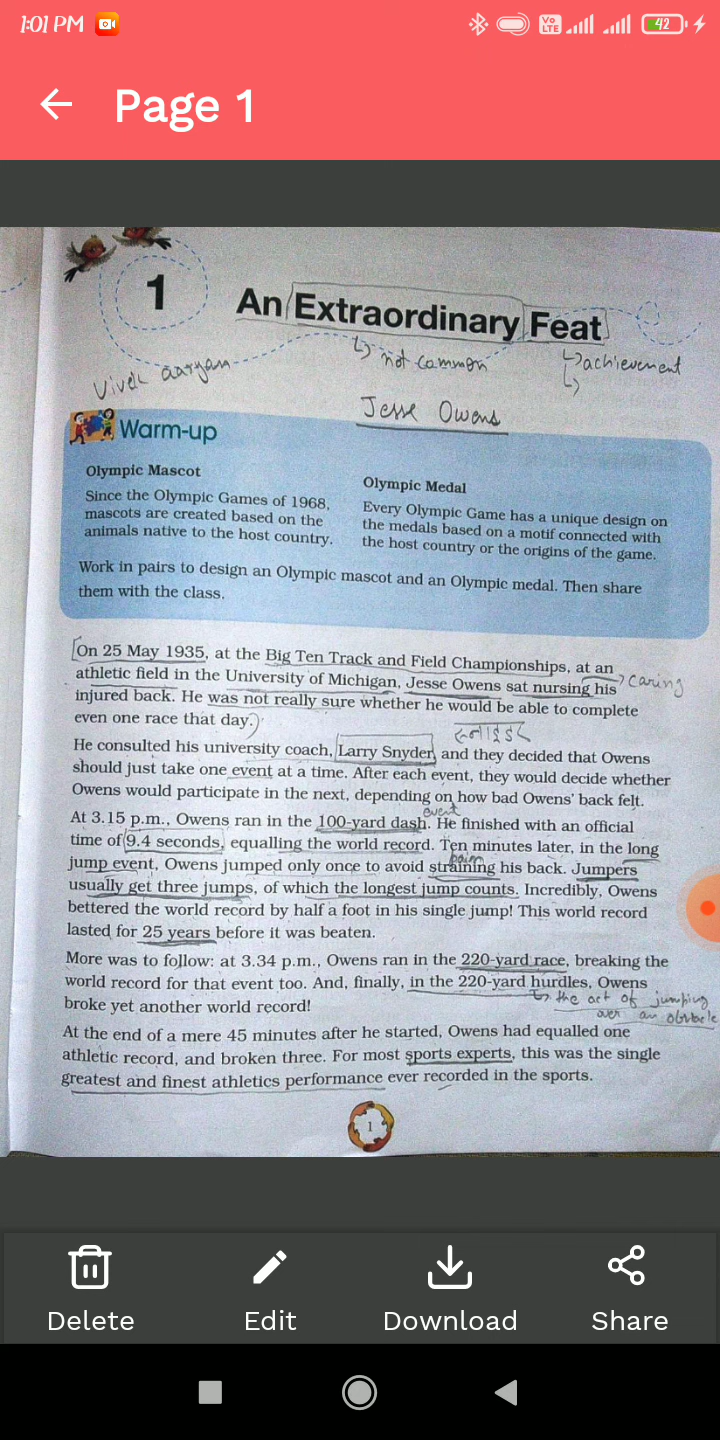 1:01 PM
Vo LTE
42
Page 1
1
An Extraordinary Feat
not common
achievement
Vivek aaryan
Jesse Owens
Warm-up
Olympic Mascot
Since the Olympic Games of 1968,
mascots are created based on the
animals native to the host country.
Olympic Medal
Every Olympic Game has a unique design on
the medals based on a motif connected with
the host country or the origins of the game.
Work in pairs to design an Olympic mascot and an Olympic medal. Then share
them with the class.
On 25 May 1935, at the Big Ten Track and Field Championships, at an
athletic field in the University of Michigan, Jesse Owens sat nursing his
caring
injured back. He was not really sure whether he would be able to complete
even one race that day.
He consulted his university coach, Larry Snyder, and they decided that Owens
should just take one event at a time. After each event, they would decide whether
Owens would participate in the next, depending on how bad Owens' back felt.
event
At 3.15 p.m., Owens ran in the 100-yard dash. He finished with an official
time of 9.4 seconds, equalling the world record. Ten minutes later, in the long
pain
jump event, Owens jumped only once to avoid straining his back. Jumpers
usually get three jumps, of which the longest jump counts. Incredibly, Owens
bettered the world record by half a foot in his single jump! This world record
lasted for 25 years before it was beaten.
More was to follow: at 3.34 p.m., Owens ran in the 220-yard race, breaking the
world record for that event too. And, finally, in the 220-yard hurdles, Owens
the act of jumping
over an obstacle
broke yet another world record!
At the end of a mere 45 minutes after he started, Owens had equalled one
athletic record, and broken three. For most sports experts, this was the single
greatest and finest athletics performance ever recorded in the sports.
1
Delete
Edit
Download
Share